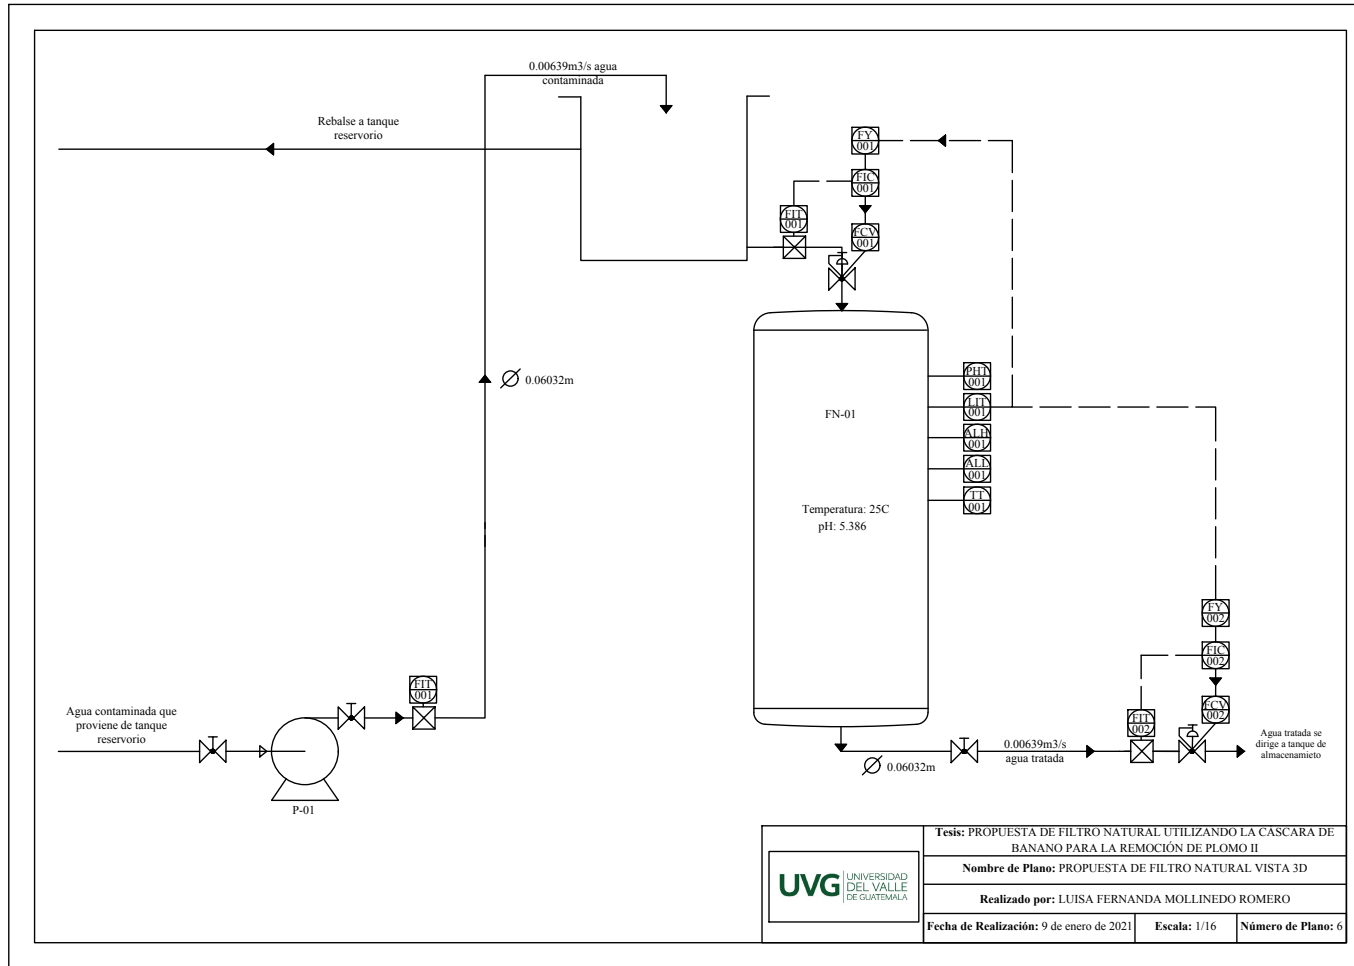 0.00639m3/s agua
contaminada
Rebalse a tanque
reservorio
FY
001
FIC
001
FIT
001
FCV
001
PHT
001
LIT
001
ALH
001
ALL
001
TT
001
FN-01
Temperatura: 25C
pH: 5.386
0.06032m
FY
002
FIC
002
FCV
002
FIT
002
FIT
001
Agua contaminada que
proviene de tanque
reservorio
P-01
0.06032m
0.00639m3/s
agua tratada
Agua tratada se
dirige a tanque de
almacenamieto
UVG UNIVERSIDAD
DEL VALLE
DE GUATEMALA
Tesis: PROPUESTA DE FILTRO NATURAL UTILIZANDO LA CÁSCARA DE
BANANO PARA LA REMOCIÓN DE PLOMO II
Nombre de Plano: PROPUESTA DE FILTRO NATURAL VISTA 3D
Realizado por: LUISA FERNANDA MOLLINEDO ROMERO
Fecha de Realización: 9 de enero de 2021
Escala: 1/16
Número de Plano: 6